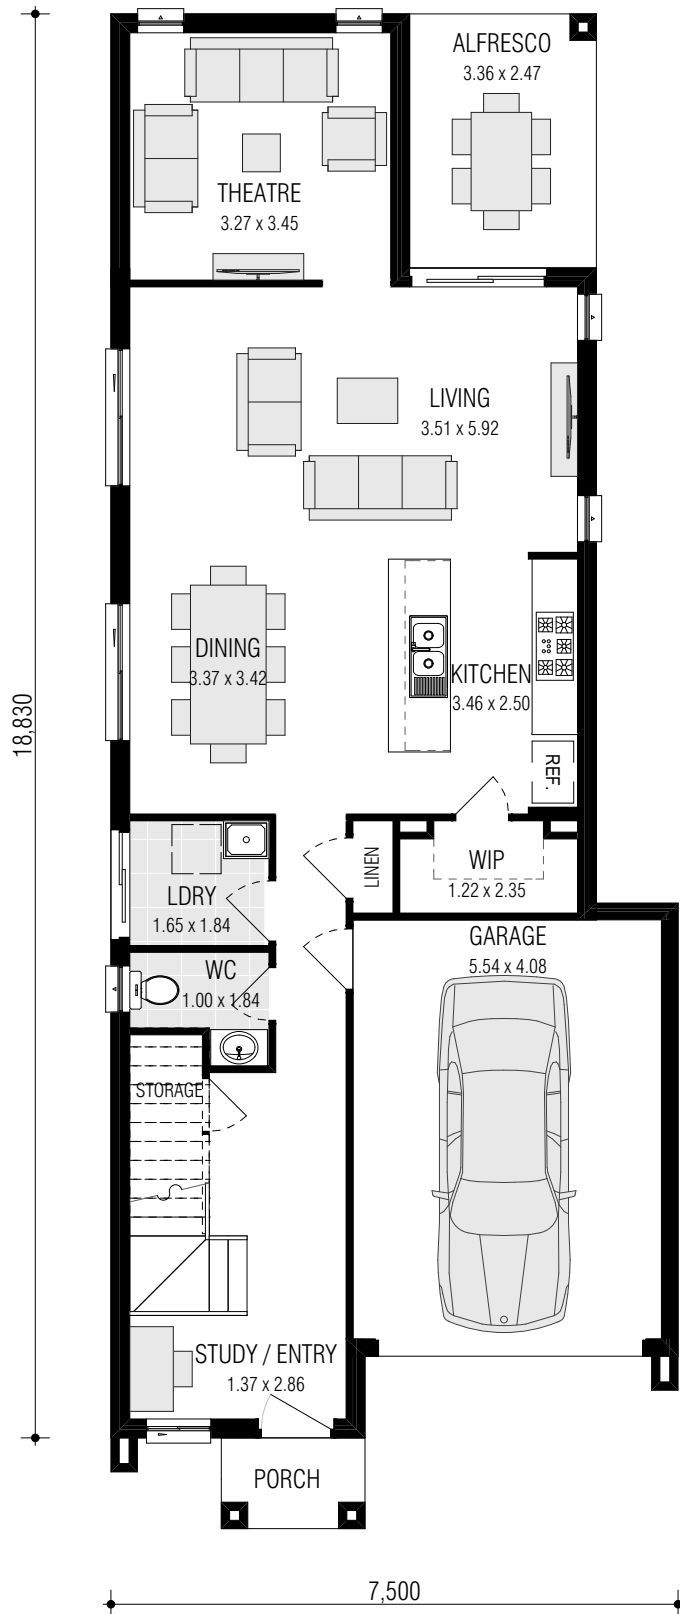 ALFRESCO
3.36 x 2.47
THEATRE
3.27 x 3.45
LIVING
3.51 x 5.92
DINING
3.37 x 3.42
KITCHEN
3.46 x 2.50
18,830
REF.
LINEN
WIP
1.22 x 2.35
LDRY
1.65 x 1.84
GARAGE
5.54 x 4.08
WC
1.00 x 1.84
STORAGE
STUDY / ENTRY
1.37 x 2.86
PORCH
7,500